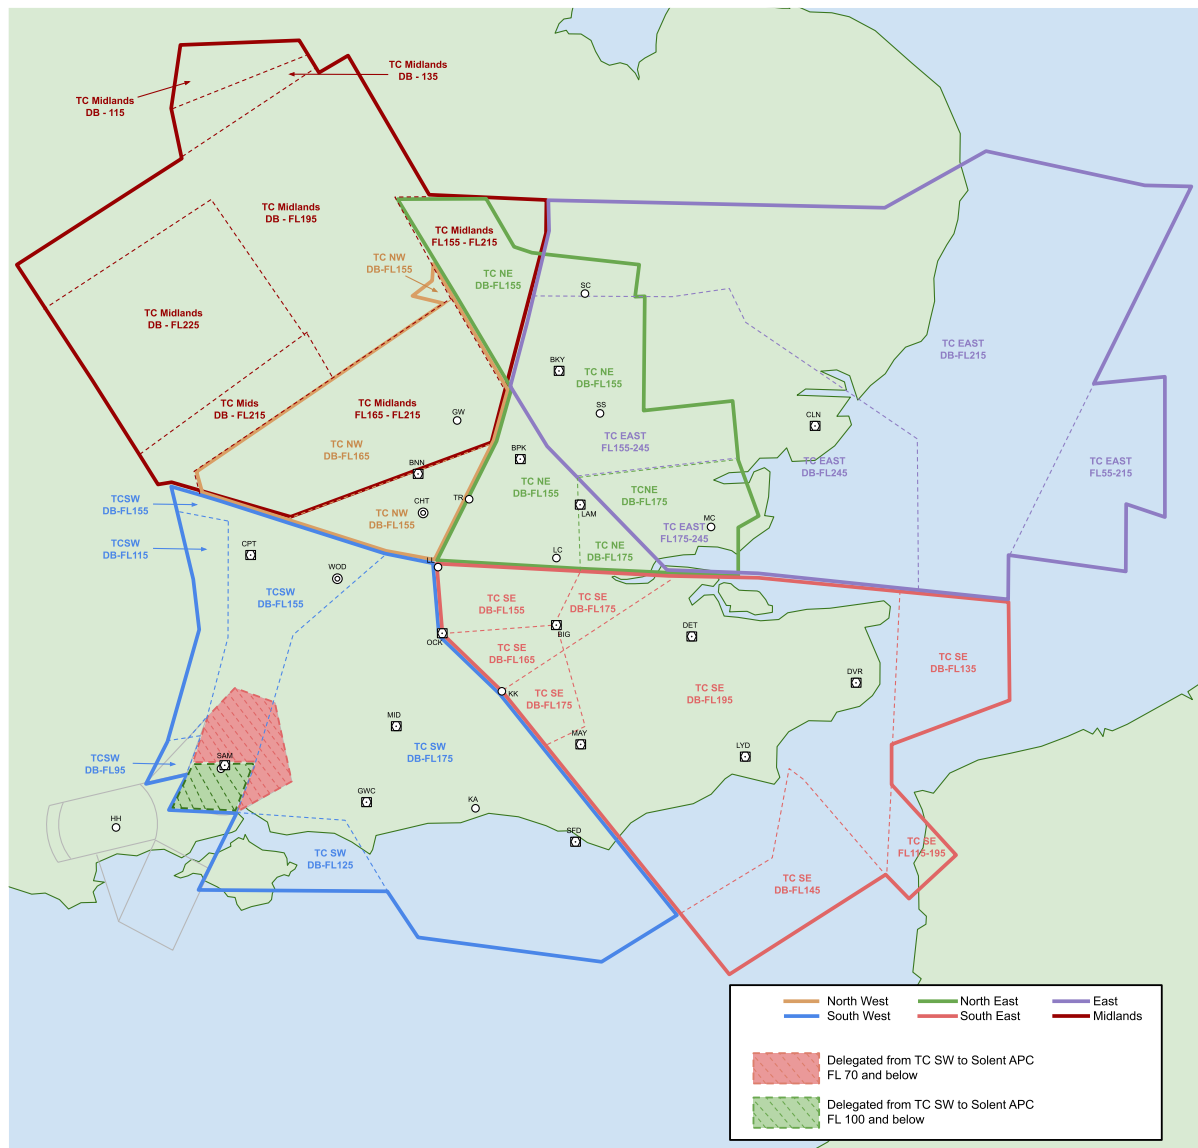 TC Midlands
DB - 135
TC Midlands
DB - 115
TC Midlands
DB - FL195
TC Midlands
FL155 - FL215
TC NW
DB-FL155
TC NE
DB-FL155
SC
TC Midlands
DB - FL225
TC EAST
DB-FL215
BKY
TC NE
DB-FL155
TC Mids
DB - FL215
TC Midlands
FL165 - FL215
GW
SS
CLN
TC NW
DB-FL165
TC EAST
FL155-245
BPK
BNN
TC EAST
DB-FL245
TC EAST
FL55-215
TC NE
DB-FL155
TCNE
DB-FL175
TCSW
DB-FL155
CHT
TR
LAM
TC NW
DB-FL155
MC
TC EAST
FL175-245
TCSW
DB-FL115
CPT
LC
TC NE
DB-FL175
LL
WOD
TCSW
DB-FL155
TC SE
DB-FL155
TC SE
DB-FL175
OCK
BIG
DET
TC SE
DB-FL165
TC SE
DB-FL135
DVR
KK
TC SE
DB-FL175
TC SE
DB-FL195
MID
MAY
TC SW
DB-FL175
LYD
TCSW
DB-FL95
SAM
GWC
KA
HH
SFD
TC SE
FL115-195
TC SW
DB-FL125
TC SE
DB-FL145
North West
North East
East
South West
South East
Midlands
Delegated from TC SW to Solent APC
FL 70 and below
Delegated from TC SW to Solent APC
FL 100 and below